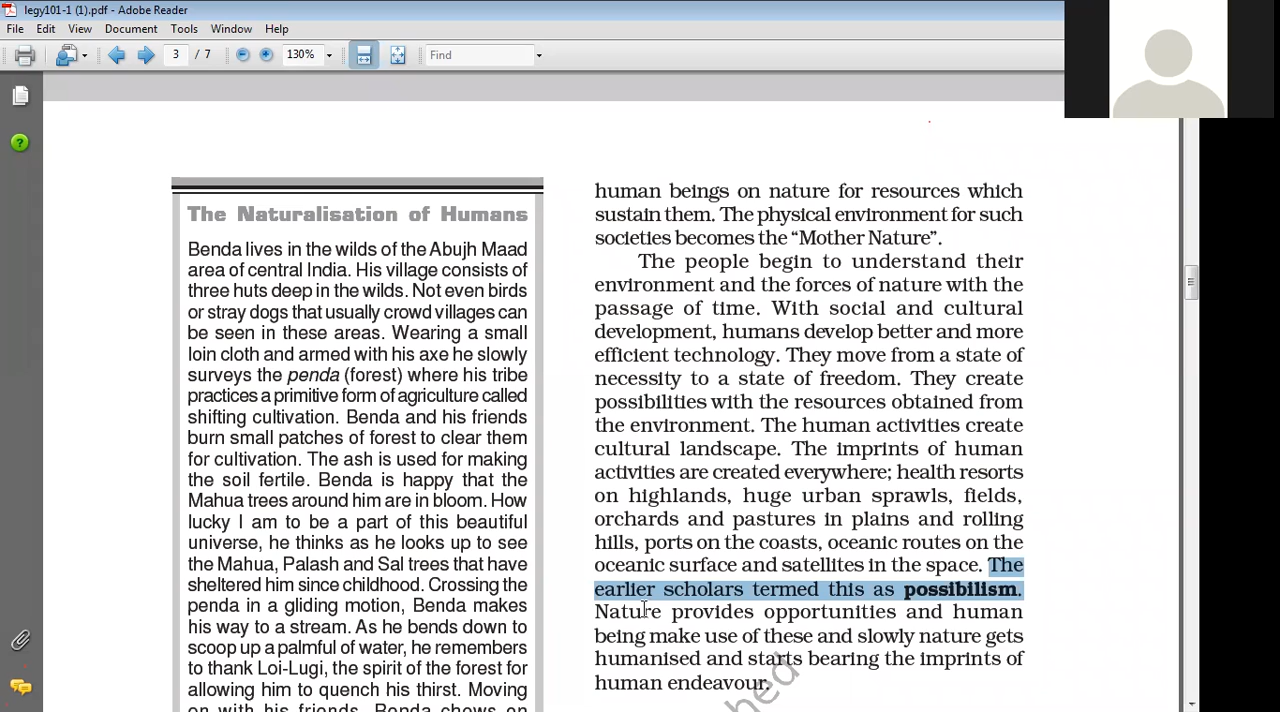 legy101-1 (1).pdf - Adobe Reader
File Edit View Document Tools Window Help
3 / 7 130% Find
The Naturalisation of Humans
Benda lives in the wilds of the Abujh Maad
area of central India. His village consists of
three huts deep in the wilds. Not even birds
or stray dogs that usually crowd villages can
be seen in these areas. Wearing a small
loin cloth and armed with his axe he slowly
surveys the penda (forest) where his tribe
practices a primitive form of agriculture called
shifting cultivation. Benda and his friends
burn small patches of forest to clear them
for cultivation. The ash is used for making
the soil fertile. Benda is happy that the
Mahua trees around him are in bloom. How
lucky I am to be a part of this beautiful
universe, he thinks as he looks up to see
the Mahua, Palash and Sal trees that have
sheltered him since childhood. Crossing the
penda in a gliding motion, Benda makes
his way to a stream. As he bends down to
scoop up a palmful of water, he remembers
to thank Loi-Lugi, the spirit of the forest for
allowing him to quench his thirst. Moving
on with his friends, Benda chews on
human beings on nature for resources which
sustain them. The physical environment for such
societies becomes the “Mother Nature”.
The people begin to understand their
environment and the forces of nature with the
passage of time. With social and cultural
development, humans develop better and more
efficient technology. They move from a state of
necessity to a state of freedom. They create
possibilities with the resources obtained from
the environment. The human activities create
cultural landscape. The imprints of human
activities are created everywhere; health resorts
on highlands, huge urban sprawls, fields,
orchards and pastures in plains and rolling
hills, ports on the coasts, oceanic routes on the
oceanic surface and satellites in the space. The
earlier scholars termed this as possibilism.
Nature provides opportunities and human
being make use of these and slowly nature gets
humanised and starts bearing the imprints of
human endeavour.